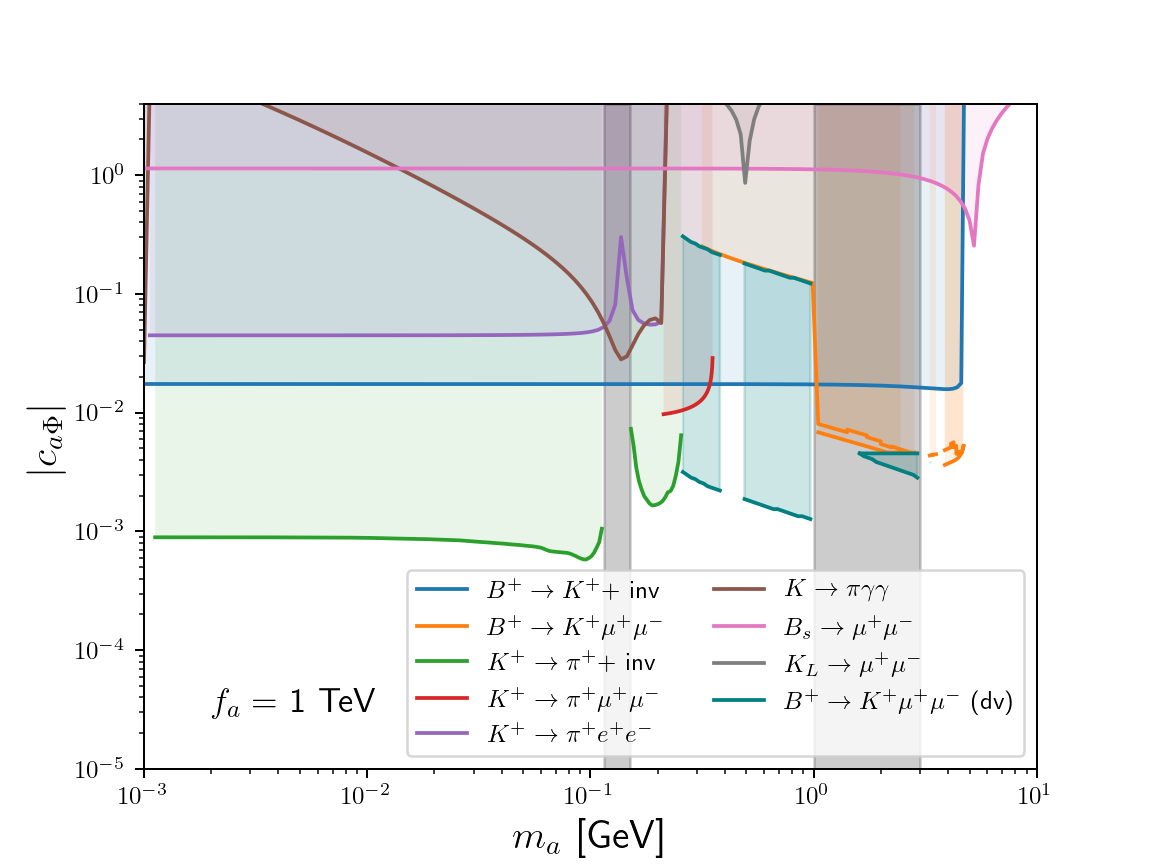 |c_{aΦ}|
10^0
10^{-1}
10^{-2}
10^{-3}
10^{-4}
10^{-5}
f_a = 1 TeV
B^+ → K^+ + inv
B^+ → K^+ μ^+ μ^-
K^+ → π^+ + inv
K^+ → π^+ μ^+ μ^-
K^+ → π^+ e^+ e^-
K → πγγ
B_s → μ^+ μ^-
K_L → μ^+ μ^-
B^+ → K^+ μ^+ μ^- (dv)
10^{-3} 10^{-2} 10^{-1} 10^0 10^1
m_a [GeV]